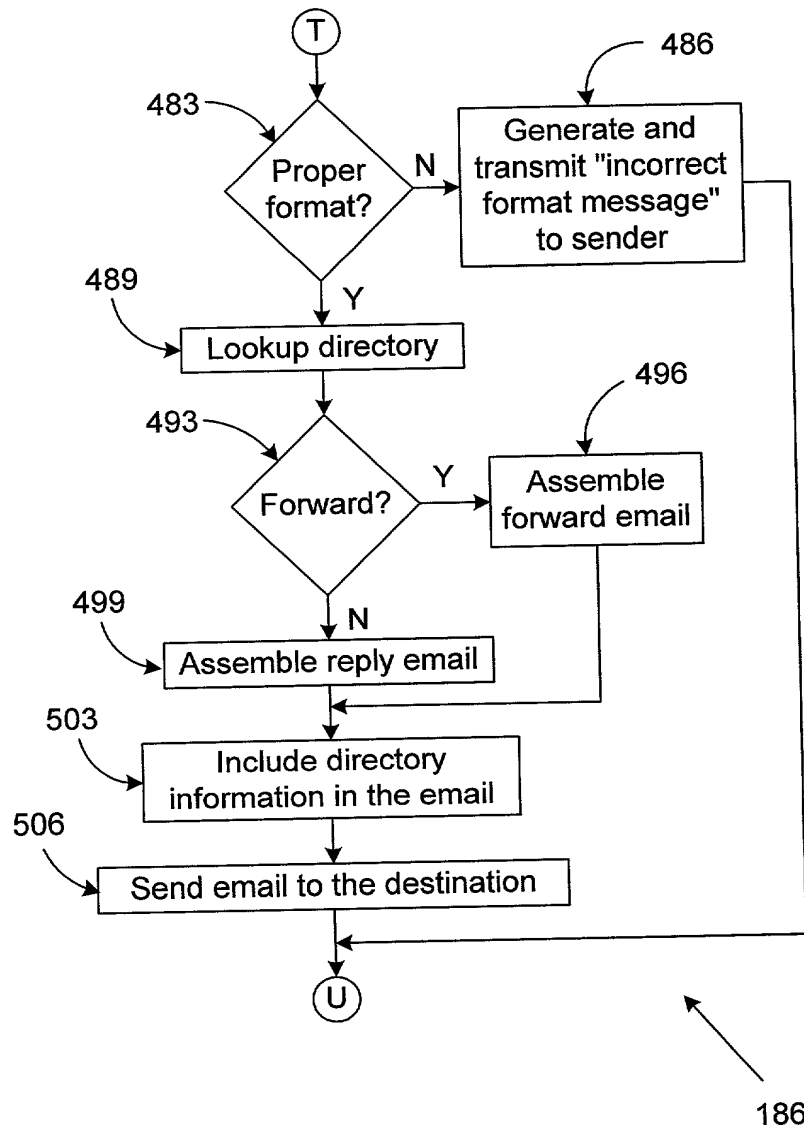 T
486
483
Generate and
transmit "incorrect
format message"
to sender
Proper
format?
N
489
Y
Lookup directory
496
493
Y
Assemble
forward email
Forward?
499
N
Assemble reply email
503
Include directory
information in the email
506
Send email to the destination
U
186